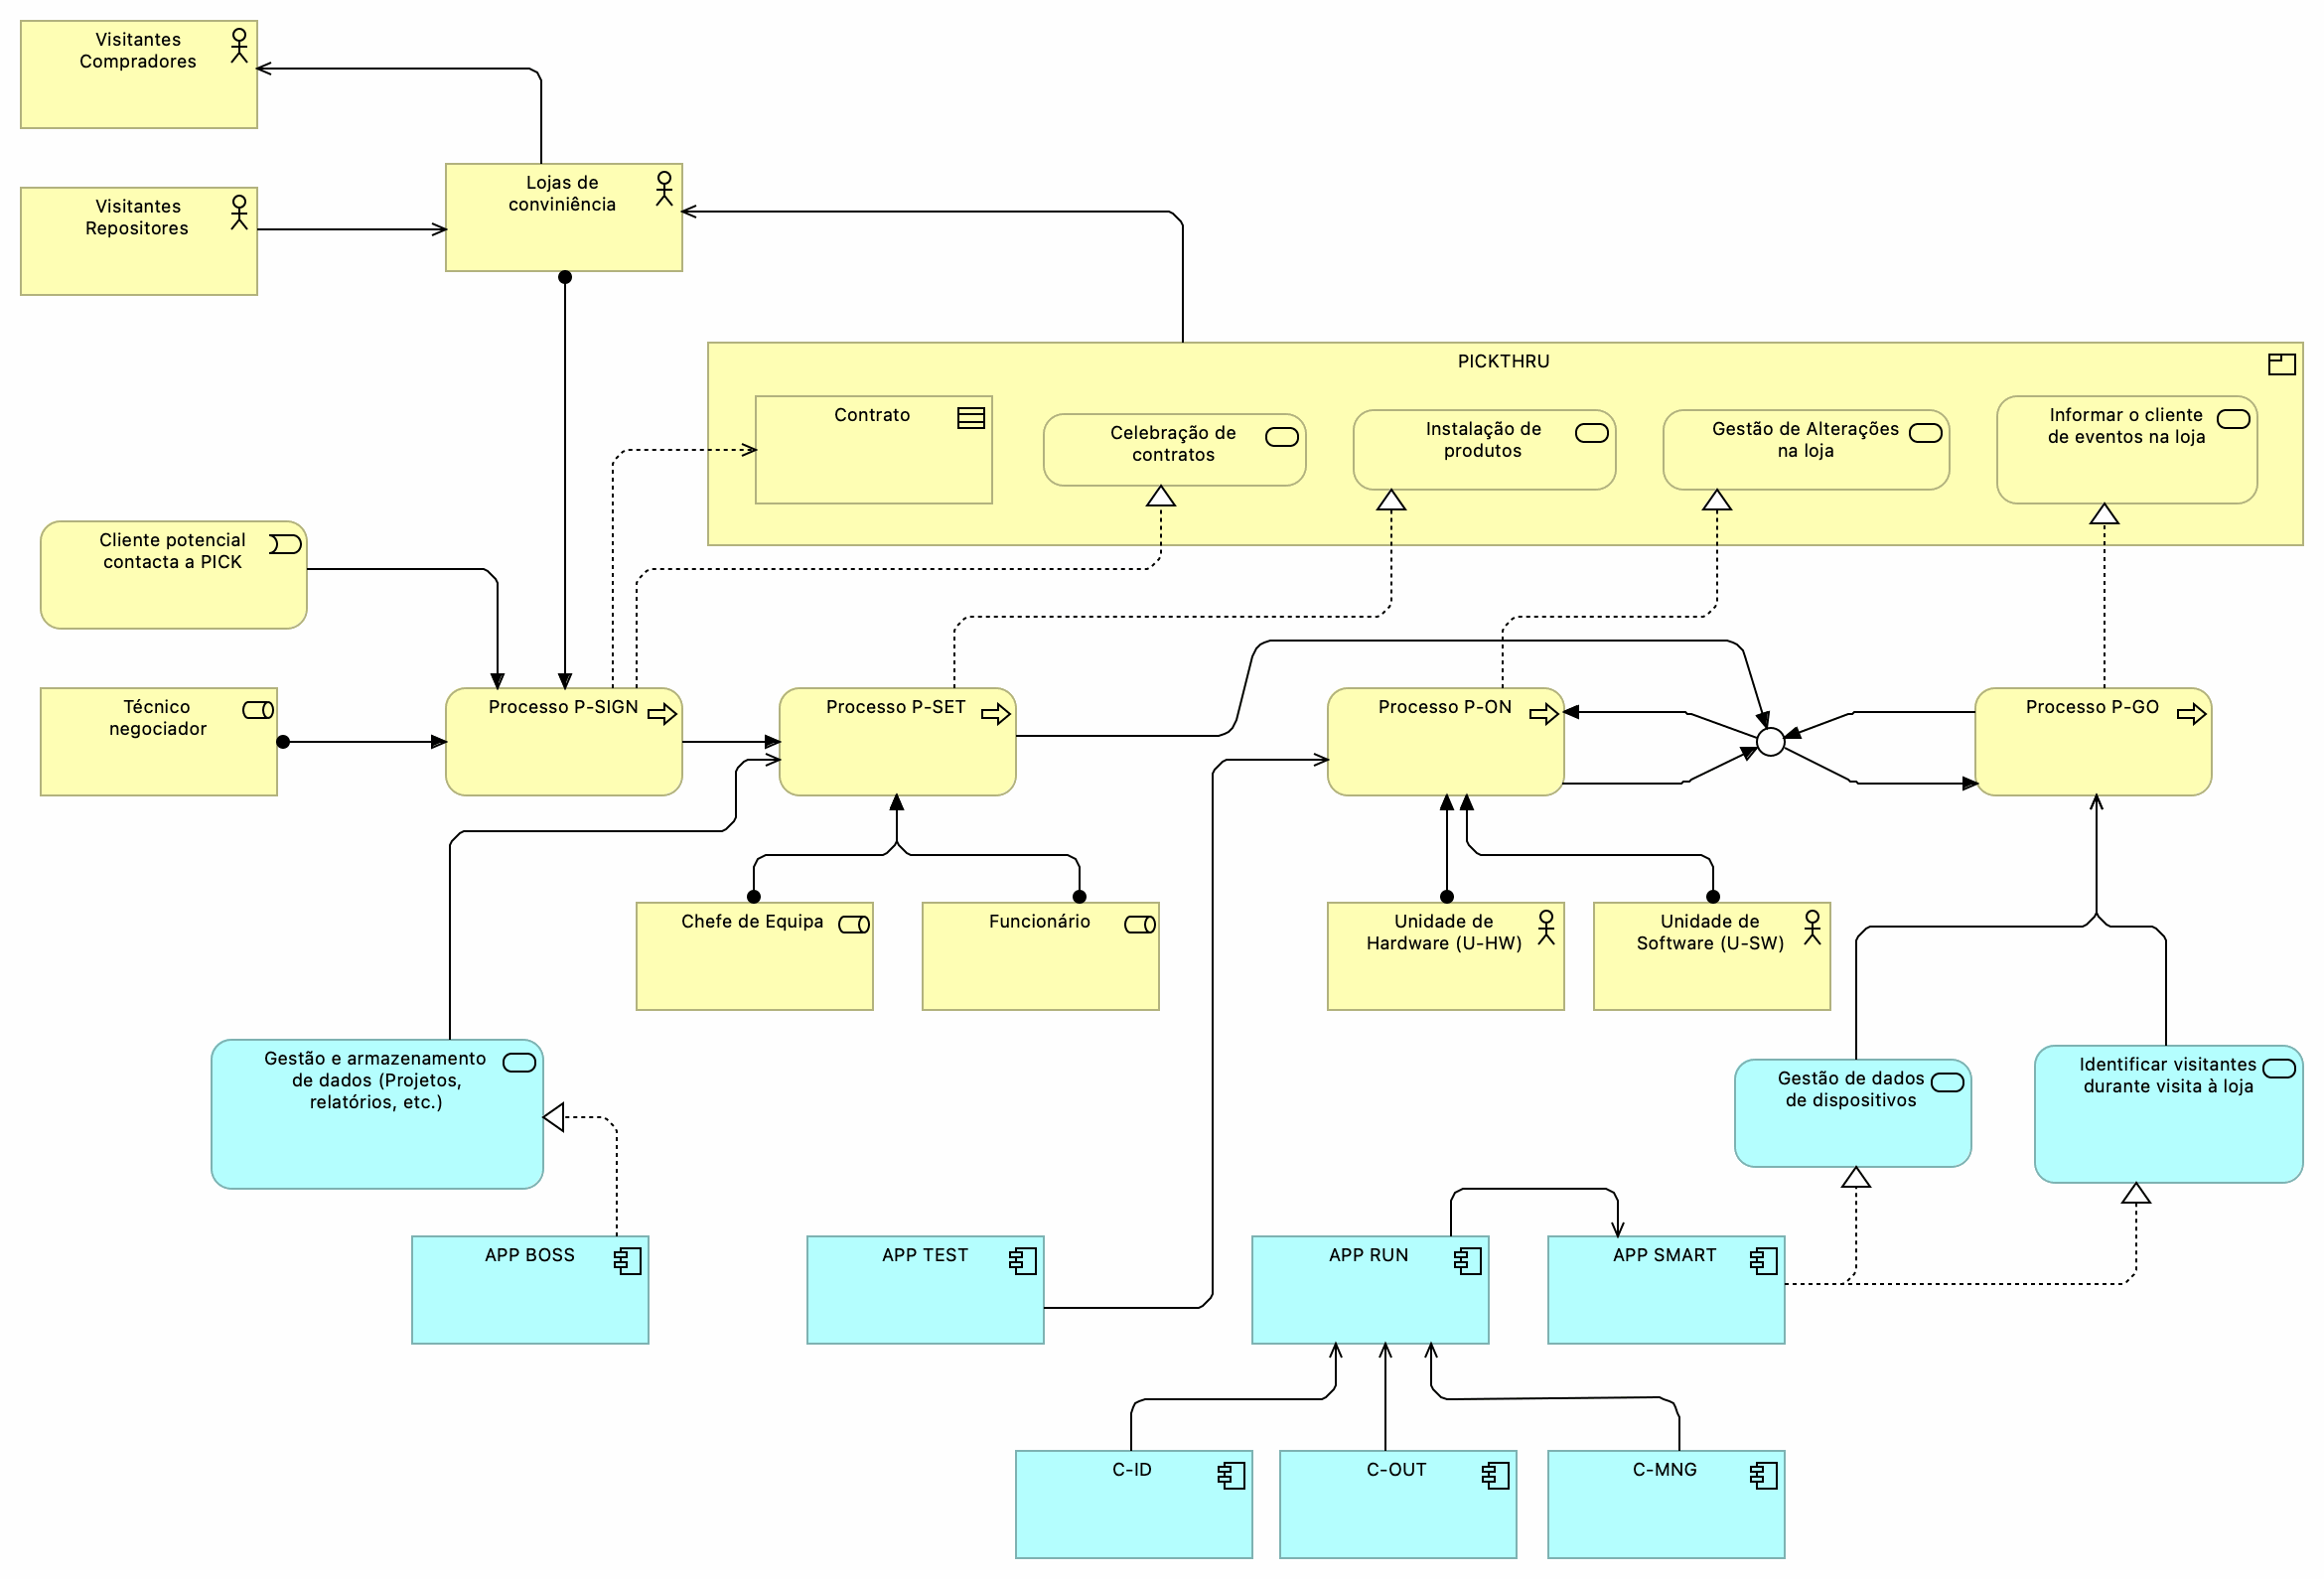 Visitantes
Compradores
Visitantes
Repositores
Lojas de
conviniência
PICKTHRU
Contrato
Celebração de
contratos
Instalação de
produtos
Gestão de Alterações
na loja
Informar o cliente
de eventos na loja
Cliente potencial
contacta a PICK
Técnico
negociador
Processo P-SIGN
Processo P-SET
Processo P-ON
Processo P-GO
Chefe de Equipa
Funcionário
Unidade de
Hardware (U-HW)
Unidade de
Software (U-SW)
Gestão e armazenamento
de dados (Projetos,
relatórios, etc.)
Gestão de dados
de dispositivos
Identificar visitantes
durante visita à loja
APP BOSS
APP TEST
APP RUN
APP SMART
C-ID
C-OUT
C-MNG